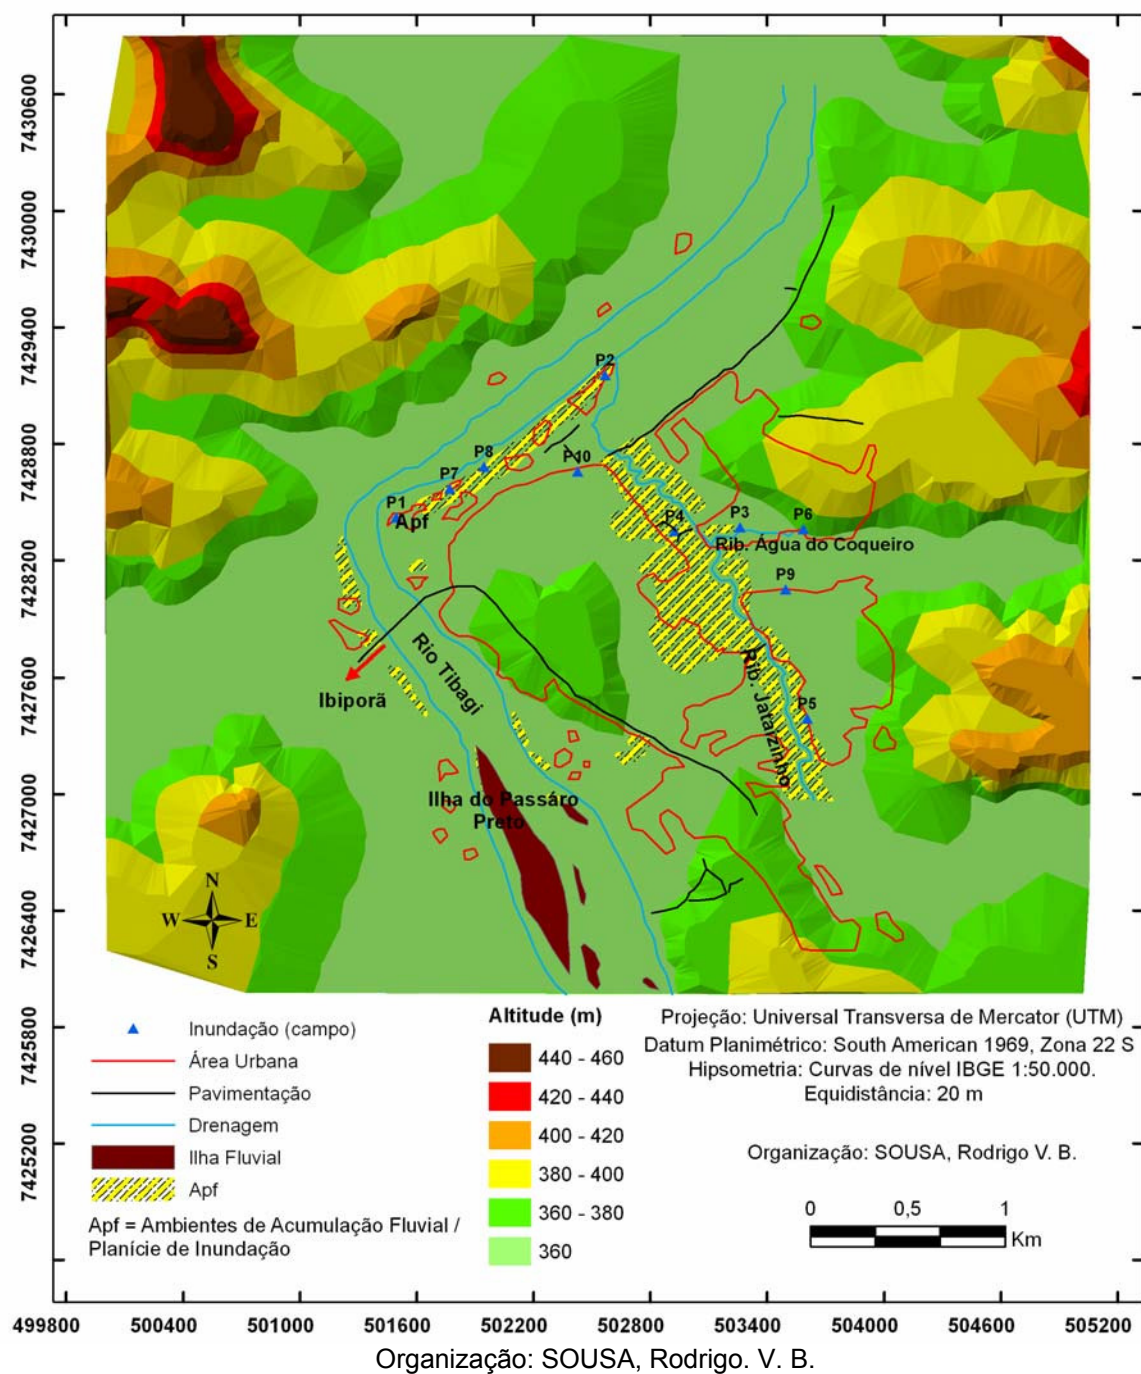 7430600
7430000
7429400
7428800
7428200
7427600
7427000
7426400
7425800
7425200
P2
P8
P10
P7
P1
Apf
P4
P3
P6
Rib. Água do Coqueiro
P9
Rio Tibagi
Rib. Jataizinho
Ibiporã
P5
Ilha do Passáro
Preto
N
W
E
S
Inundação (campo)
Área Urbana
Pavimentação
Drenagem
Ilha Fluvial
Apf
Apf = Ambientes de Acumulação Fluvial /
Planície de Inundação
Altitude (m)
440 - 460
420 - 440
400 - 420
380 - 400
360 - 380
360
Projeção: Universal Transversa de Mercator (UTM)
Datum Planimétrico: South American 1969, Zona 22 S
Hipsometria: Curvas de nível IBGE 1:50.000.
Equidistância: 20 m
Organização: SOUSA, Rodrigo V. B.
0 0,5 1
Km
499800 500400 501000 501600 502200 502800 503400 504000 504600 505200
Organização: SOUSA, Rodrigo. V. B.